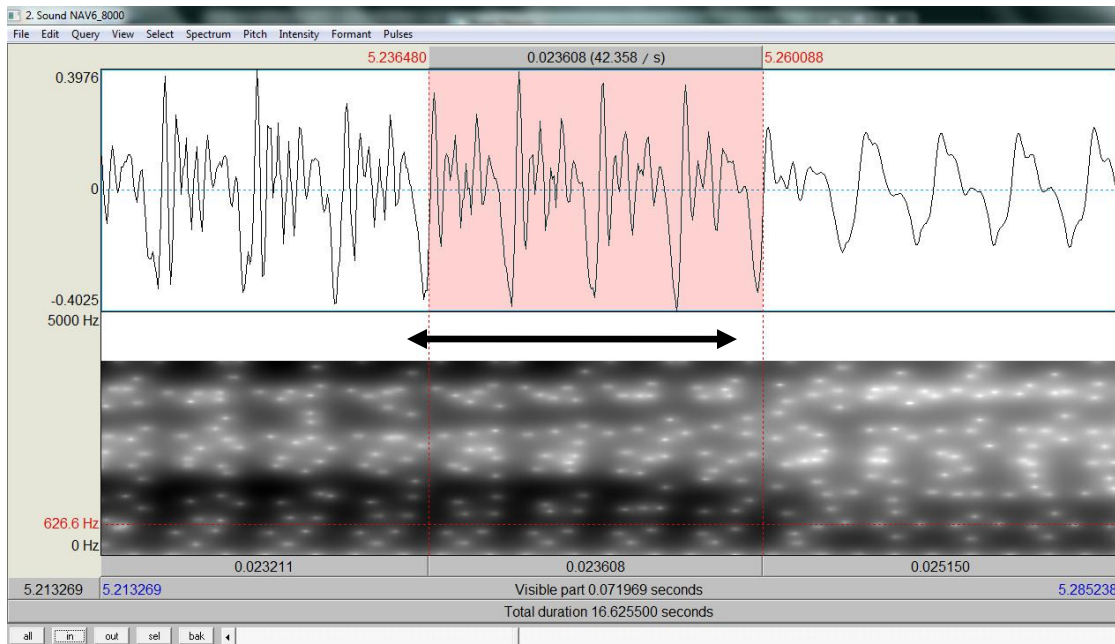 2. Sound NAV6_8000
File Edit Query View Select Spectrum Pitch Intensity Formant Pulses
5.236480 0.023608 (42.358 / s) 5.260088
0.3976
0
-0.4025
5000 Hz
626.6 Hz
0 Hz
0.023211 0.023608 0.025150
5.213269 5.213269 Visible part 0.071969 seconds 5.285238
Total duration 16.625500 seconds
all in out sel bak